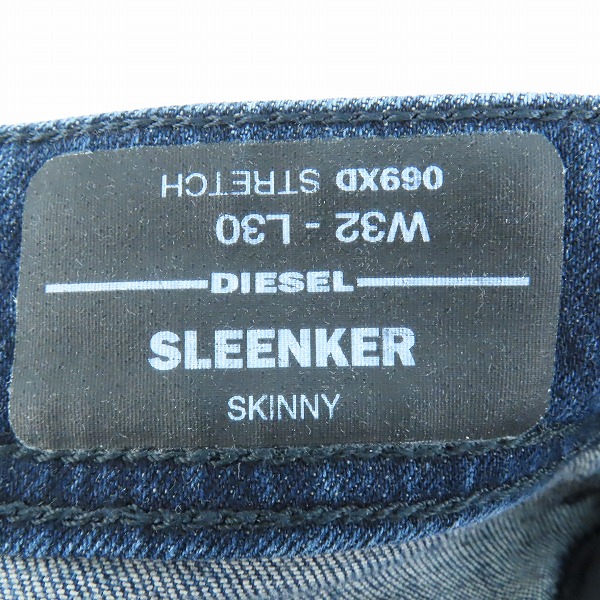 W32 - L30
069XD STRETCH
DIESEL
SLEENKER
SKINNY